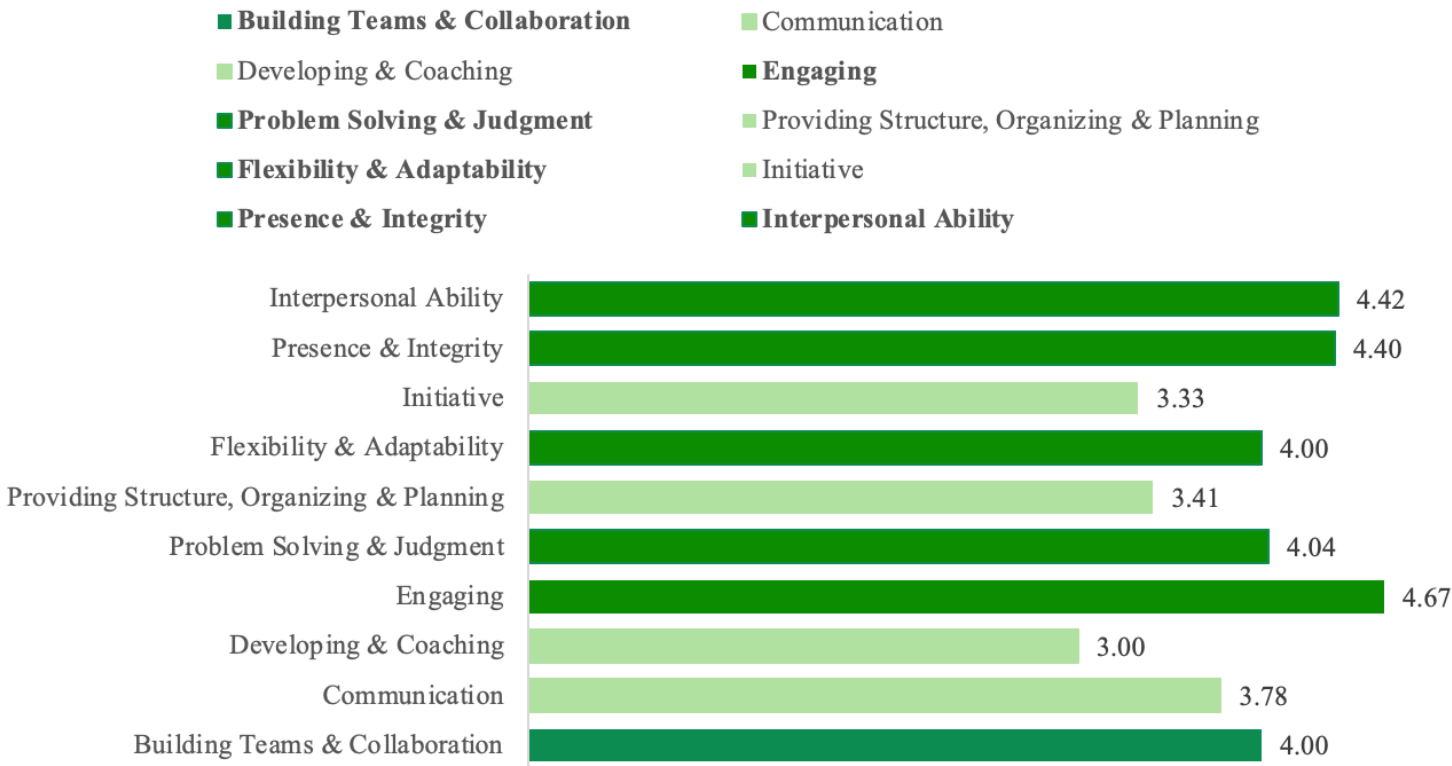 Building Teams & Collaboration Communication
Developing & Coaching Engaging
Problem Solving & Judgment Providing Structure, Organizing & Planning
Flexibility & Adaptability Initiative
Presence & Integrity Interpersonal Ability
Interpersonal Ability 4.42
Presence & Integrity 4.40
Initiative 3.33
Flexibility & Adaptability 4.00
Providing Structure, Organizing & Planning 3.41
Problem Solving & Judgment 4.04
Engaging 4.67
Developing & Coaching 3.00
Communication 3.78
Building Teams & Collaboration 4.00